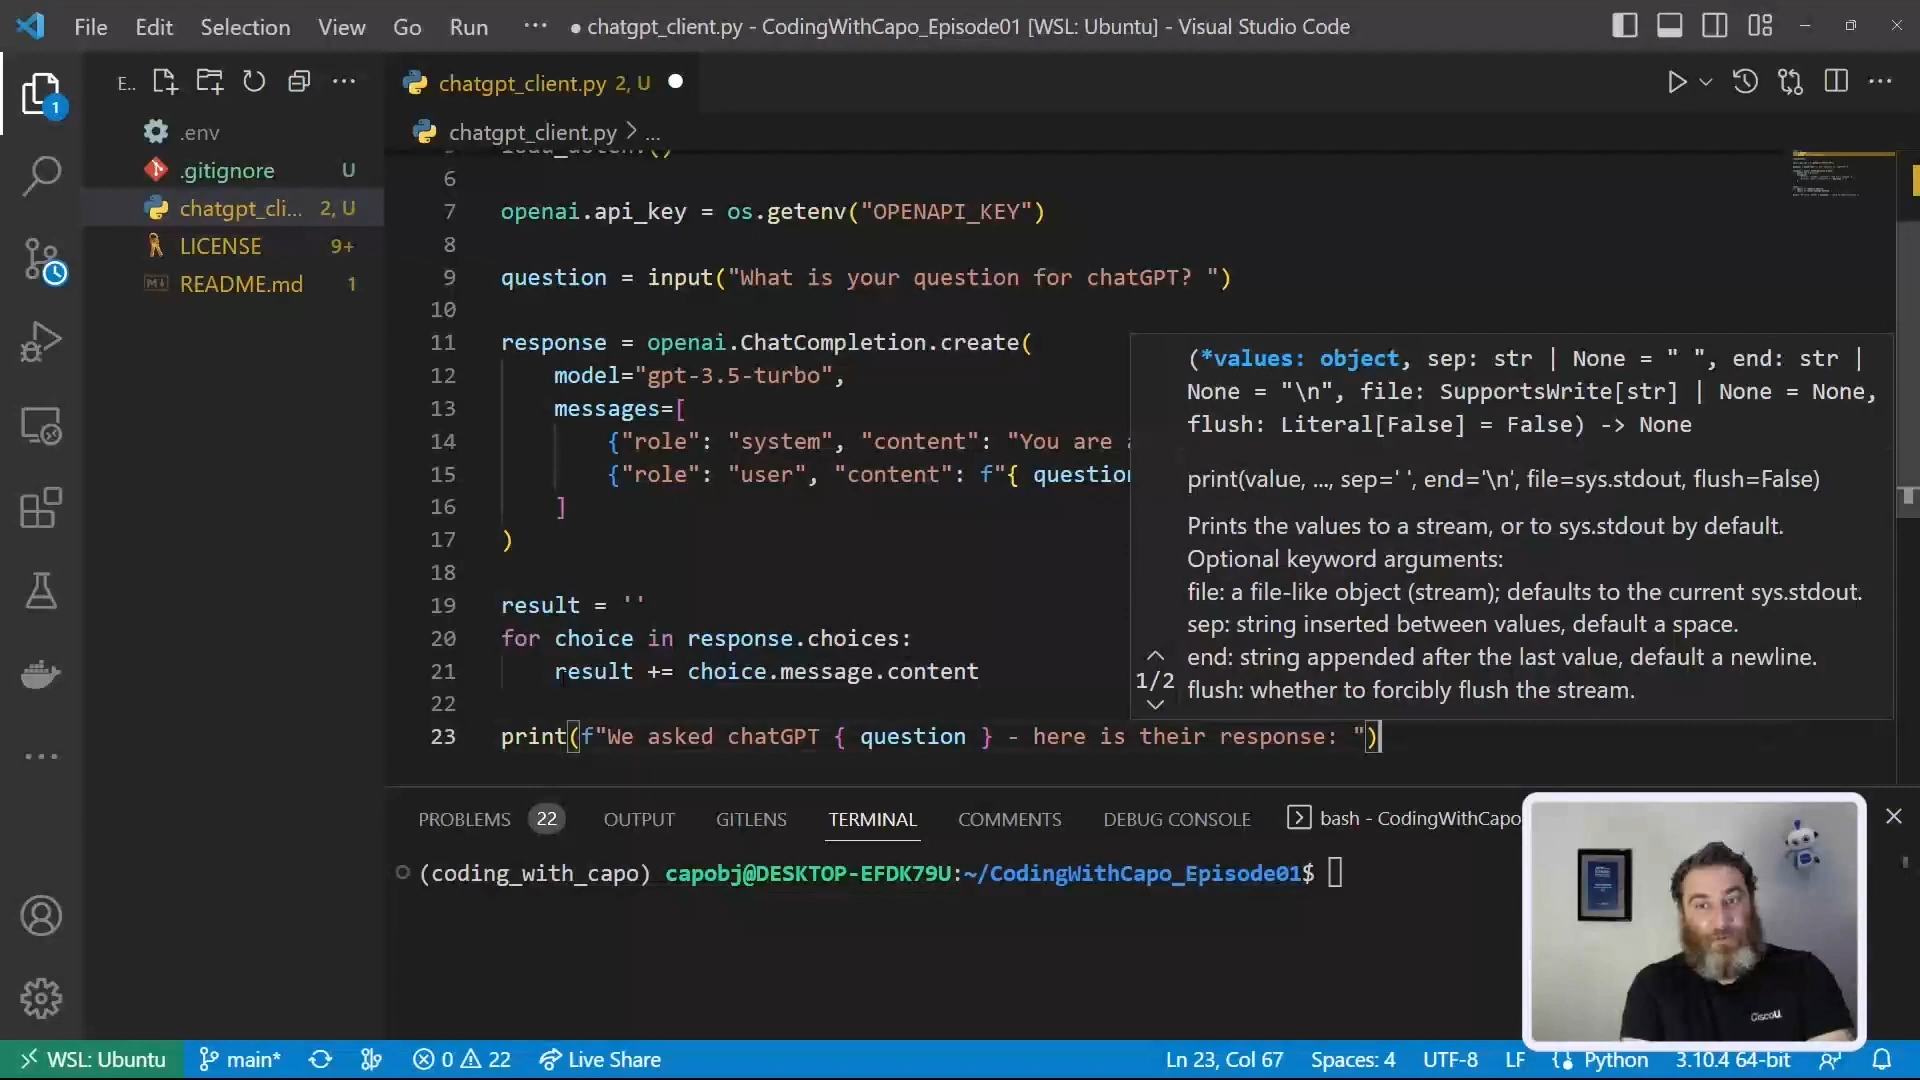 File Edit Selection View Go Run ··· ● chatgpt_client.py - CodingWithCapo_Episode01 [WSL: Ubuntu] - Visual Studio Code
E..
.env
.gitignore U
chatgpt_cli... 2, U
LICENSE 9+
README.md 1
1
chatgpt_client.py 2, U
chatgpt_client.py > ...
6
7 openai.api_key = os.getenv("OPENAPI_KEY")
8
9 question = input("What is your question for chatGPT? ")
10
11 response = openai.ChatCompletion.create(
12 model="gpt-3.5-turbo",
13 messages=[
14 {"role": "system", "content": "You are
15 {"role": "user", "content": f"{ question
16 ]
17 )
18
19 result = ''
20 for choice in response.choices:
21 result += choice.message.content
22
23 print(f"We asked chatGPT { question } - here is their response: ")
(*values: object, sep: str | None = " ", end: str |
None = "\n", file: SupportsWrite[str] | None = None,
flush: Literal[False] = False) -> None
print(value, ..., sep=' ', end='\n', file=sys.stdout, flush=False)
Prints the values to a stream, or to sys.stdout by default.
Optional keyword arguments:
file: a file-like object (stream); defaults to the current sys.stdout.
sep: string inserted between values, default a space.
end: string appended after the last value, default a newline.
flush: whether to forcibly flush the stream.
1/2
PROBLEMS 22 OUTPUT GITLENS TERMINAL COMMENTS DEBUG CONSOLE bash - CodingWithCapo
(coding_with_capo) capobj@DESKTOP-EFDK79U:~/CodingWithCapo_Episode01$
CiscoU
WSL: Ubuntu main* 0 22 Live Share Ln 23, Col 67 Spaces: 4 UTF-8 LF Python 3.10.4 64-bit